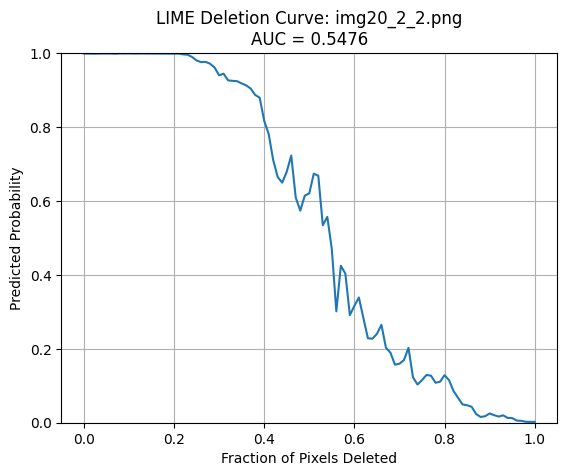 LIME Deletion Curve: img20_2_2.png
AUC = 0.5476
1.0
0.8
0.6
0.4
0.2
0.0
Predicted Probability
0.0 0.2 0.4 0.6 0.8 1.0
Fraction of Pixels Deleted